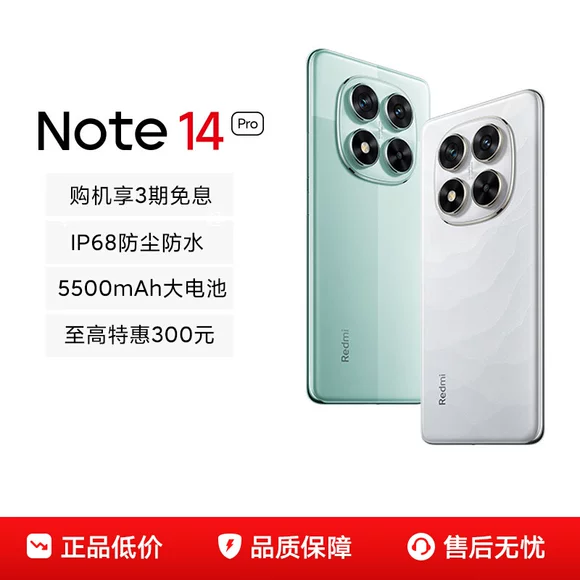 Note 14 Pro
购机享3期免息
IP68防尘防水
5500mAh大电池
至高特惠300元
Redmi
Redmi
正品低价
品质保障
售后无忧